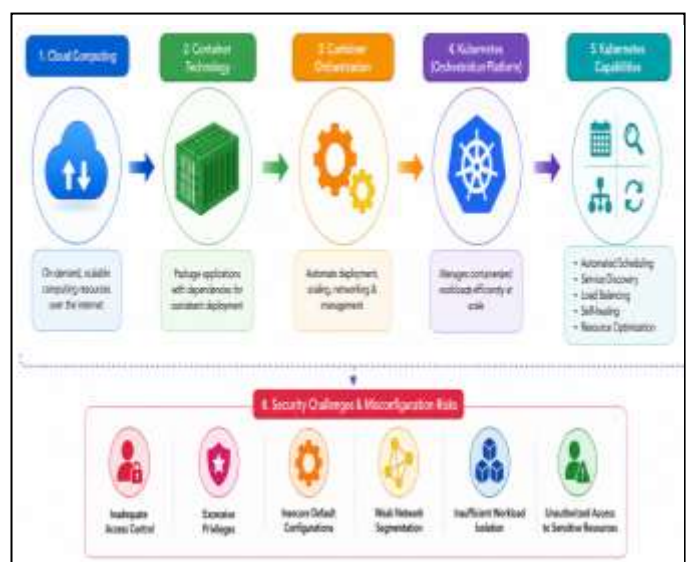 1. Cloud Computing
2. Container
Technology
3. Container
Orchestration
4. Kubernetes
(Orchestration Platform)
5. Kubernetes
Capabilities
On-demand, scalable
computing resources
over the internet
Package applications
with dependencies for
consistent deployment
Automate deployment,
scaling, networking &
management
Manages containerized
workloads efficiently at
scale
• Automated Scheduling
• Service Discovery
• Load Balancing
• Self-healing
• Resource Optimization
6. Security Challenges & Misconfiguration Risks
Inadequate
Access Control
Excessive
Privileges
Insecure Default
Configurations
Weak Network
Segmentation
Insufficient Workload
Isolation
Unauthorized Access
to Sensitive Resources